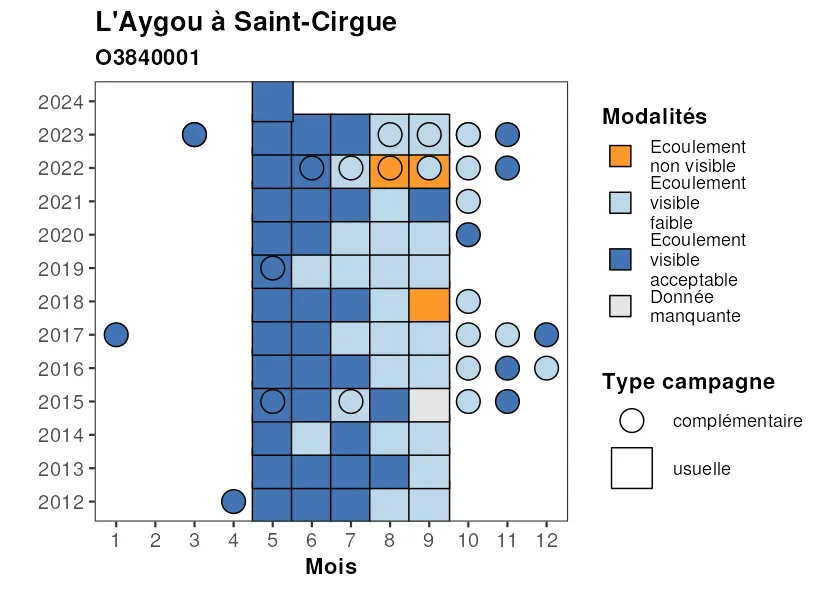 L'Aygou à Saint-Cirgue
O3840001
2024
2023
2022
2021
2020
2019
2018
2017
2016
2015
2014
2013
2012
1 2 3 4 5 6 7 8 9 10 11 12
Mois
Modalités
Ecoulement
non visible
Ecoulement
visible
faible
Ecoulement
visible
acceptable
Donnée
manquante
Type campagne
complémentaire
usuelle